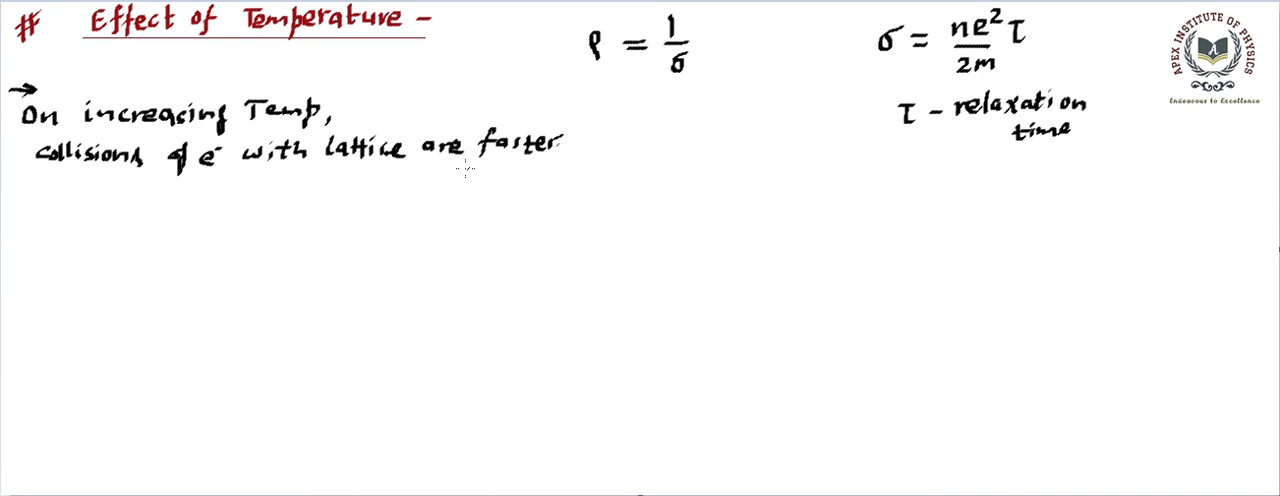 # Effect of Temperature -
ρ = 1/σ
σ = ne²τ/2m
τ - relaxation time
→ On increasing Temp,
collisions of e⁻ with lattice are faster
APEX INSTITUTE OF PHYSICS
A
Endeavour to Excellence